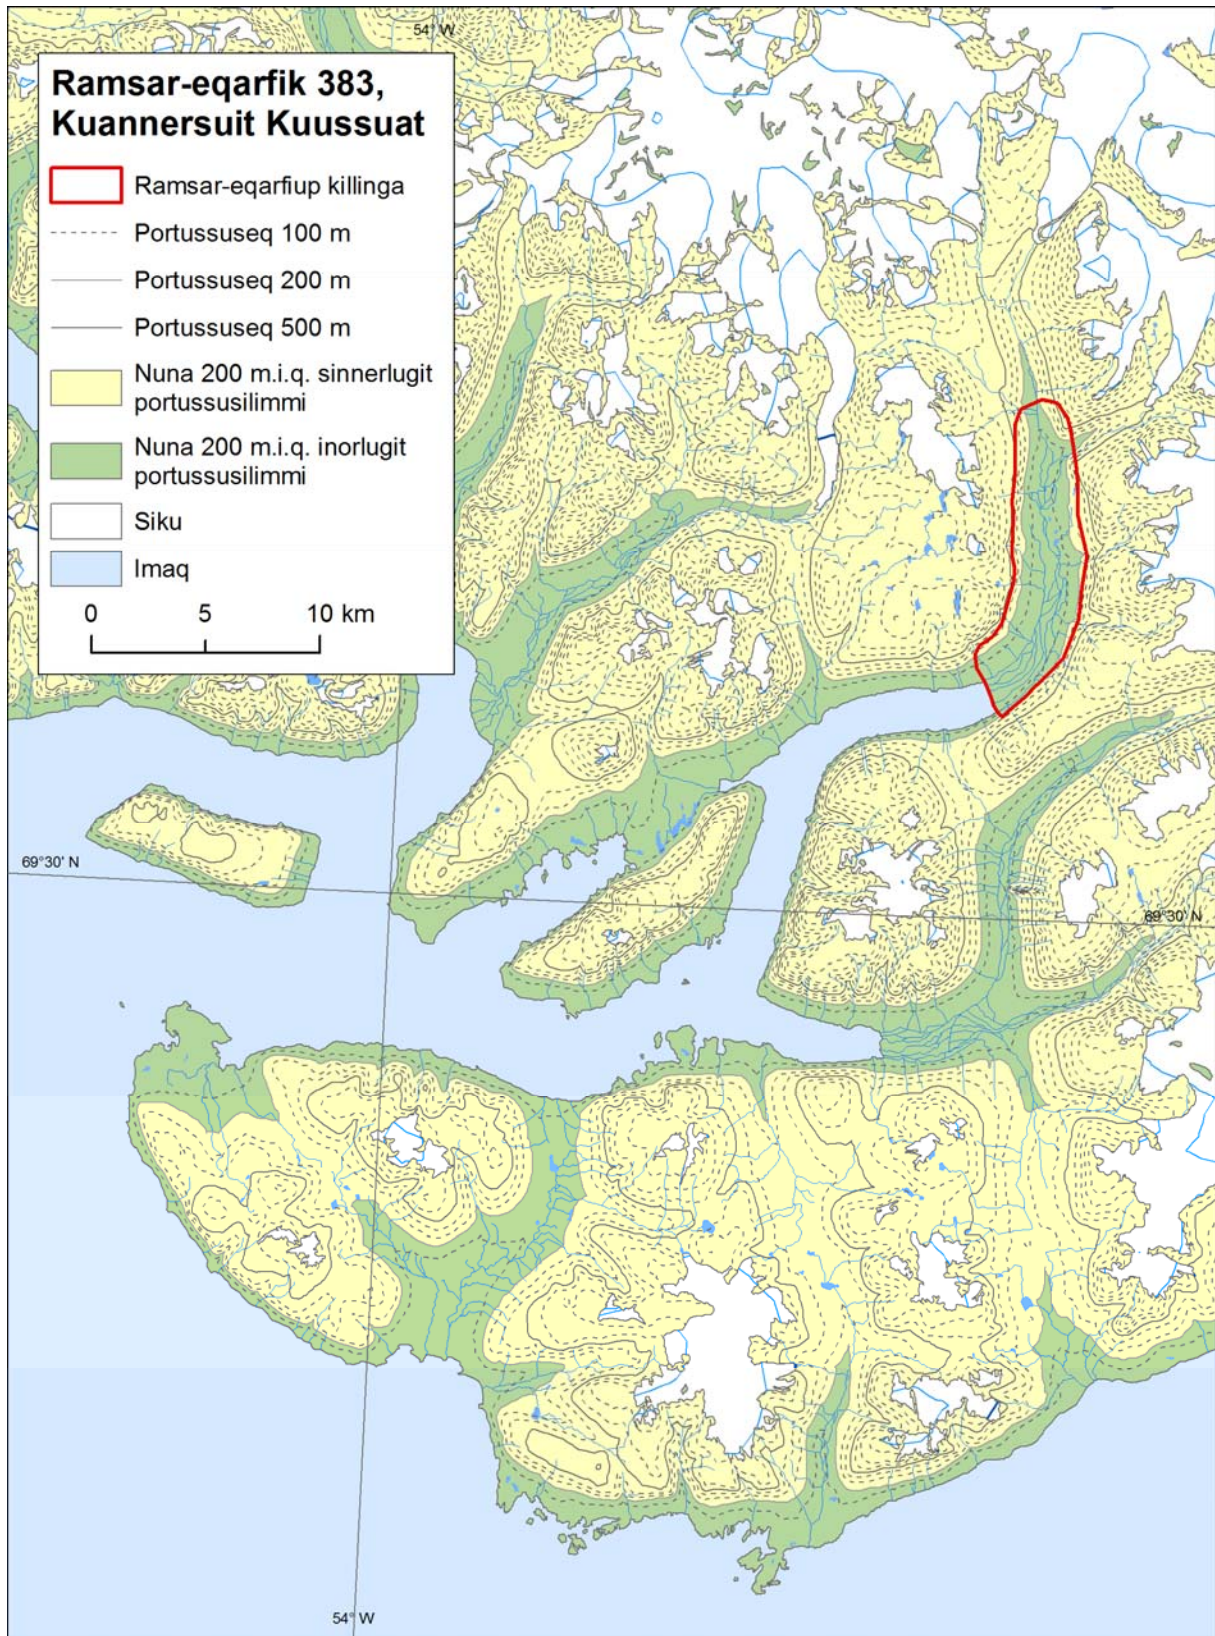 54° W
Ramsar-eqarfik 383,
Kuannersuit Kuussuat
Ramsar-eqarfiup killinga
Portussuseq 100 m
Portussuseq 200 m
Portussuseq 500 m
Nuna 200 m.i.q. sinnerlugit
portussusilimmi
Nuna 200 m.i.q. inorlugit
portussusilimmi
Siku
Imaq
0 5 10 km
69°30' N
69°30' N
54° W